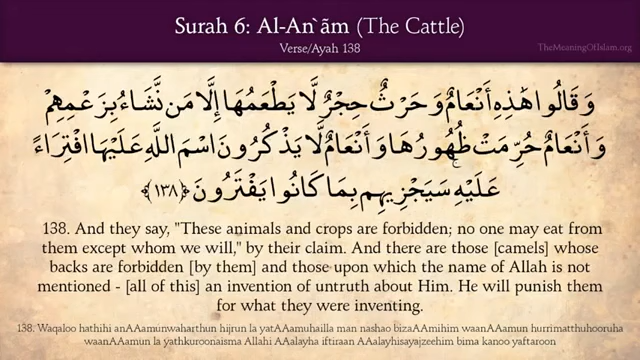 Surah 6: Al-An`ãm (The Cattle)
Verse/Ayah 138
TheMeaningOfIslam.org
وَقَالُوا هَٰذِهِ أَنْعَامٌ وَحَرْثٌ حِجْرٌ لَّا يَطْعَمُهَا إِلَّا مَن نَّشَاءُ بِزَعْمِهِمْ
وَأَنْعَامٌ حُرِّمَتْ ظُهُورُهَا وَأَنْعَامٌ لَّا يَذْكُرُونَ اسْمَ اللَّهِ عَلَيْهَا افْتِرَاءً
عَلَيْهِ ۚ سَيَجْزِيهِم بِمَا كَانُوا يَفْتَرُونَ ﴿١٣٨﴾
138. And they say, "These animals and crops are forbidden; no one may eat from
them except whom we will," by their claim. And there are those [camels] whose
backs are forbidden [by them] and those upon which the name of Allah is not
mentioned - [all of this] an invention of untruth about Him. He will punish them
for what they were inventing.
138. Waqaloo hathihi anAAamunwaharthun hijrun la yatAAamuhailla man nashao bizaAAmihim waanAAamun hurrimatthuhooruha
waanAAamun la yathkuroonaisma Allahi AAalayha iftiraan AAalayhisayajzeehim bima kanoo yaftaroon